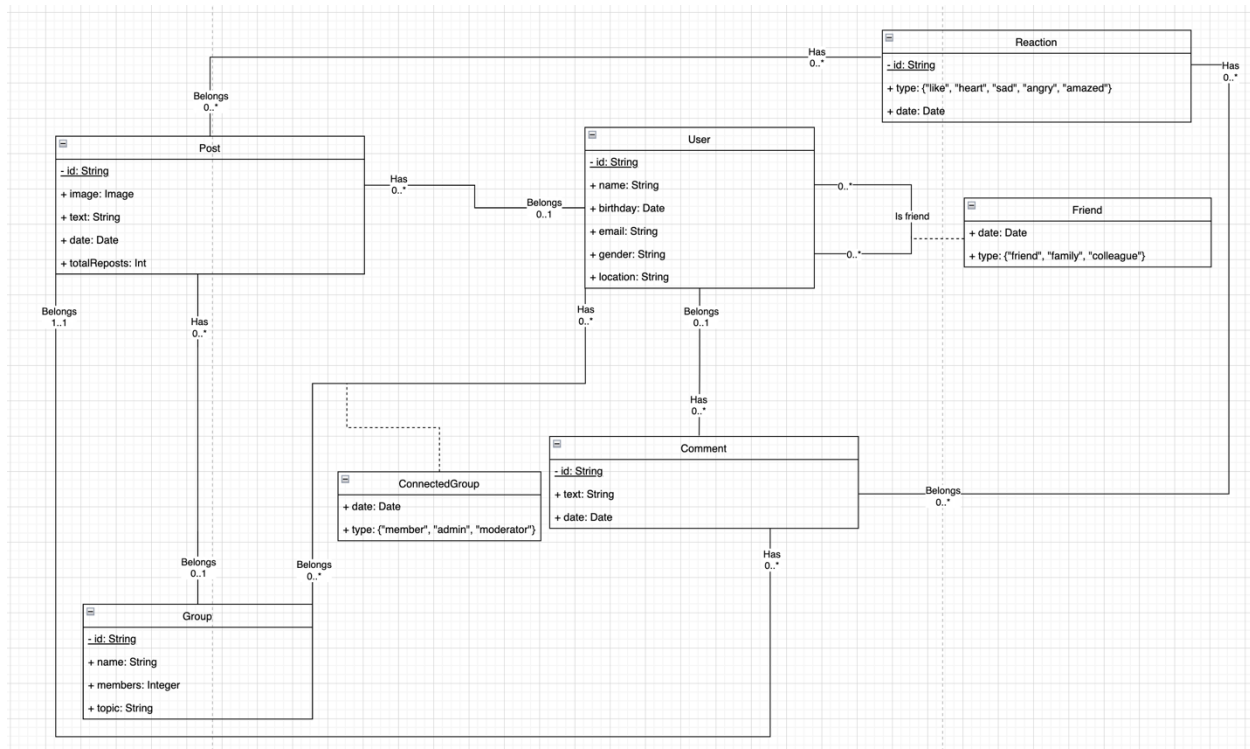 Reaction
- id: String
+ type: {"like", "heart", "sad", "angry", "amazed"}
+ date: Date
Has
0..*
Has
0..*
Belongs
0..*
Post
- id: String
+ image: Image
+ text: String
+ date: Date
+ totalReposts: Int
Has
0..*
Belongs
0..1
User
- id: String
+ name: String
+ birthday: Date
+ email: String
+ gender: String
+ location: String
0..*
Is friend
0..*
Friend
+ date: Date
+ type: {"friend", "family", "colleague"}
Belongs
1..1
Has
0..*
Has
0..*
Belongs
0..1
Has
0..*
Comment
- id: String
+ text: String
+ date: Date
Belongs
0..*
ConnectedGroup
+ date: Date
+ type: {"member", "admin", "moderator"}
Has
0..*
Belongs
0..1
Belongs
0..*
Group
- id: String
+ name: String
+ members: Integer
+ topic: String